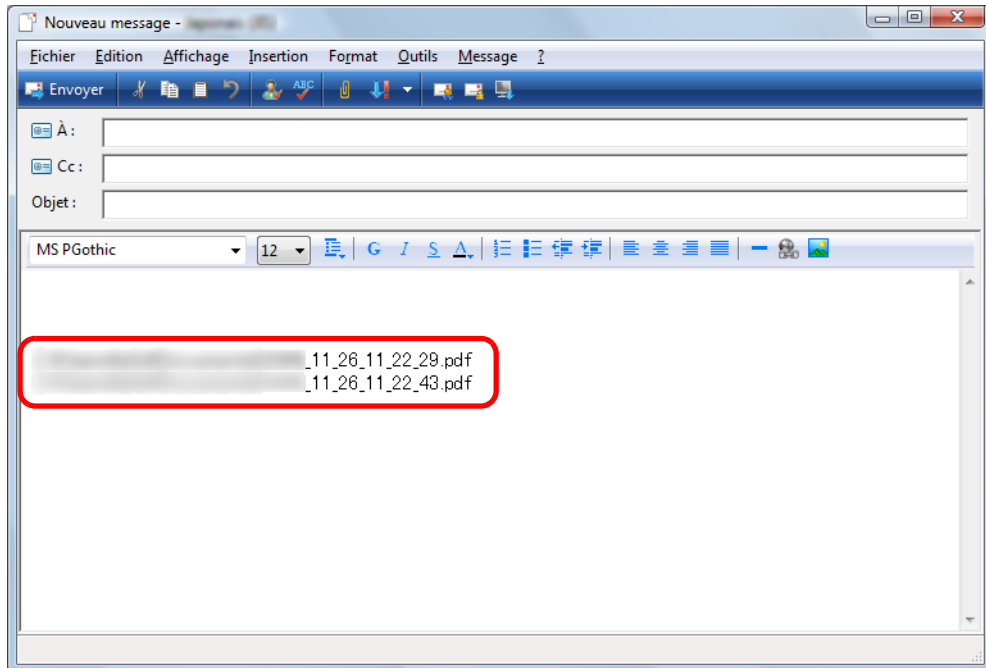 Nouveau message -
Fichier Edition Affichage Insertion Format Outils Message ?
Envoyer ABC
À :
Cc :
Objet :
MS PGothic 12 G I S A
_11_26_11_22_29.pdf
_11_26_11_22_43.pdf